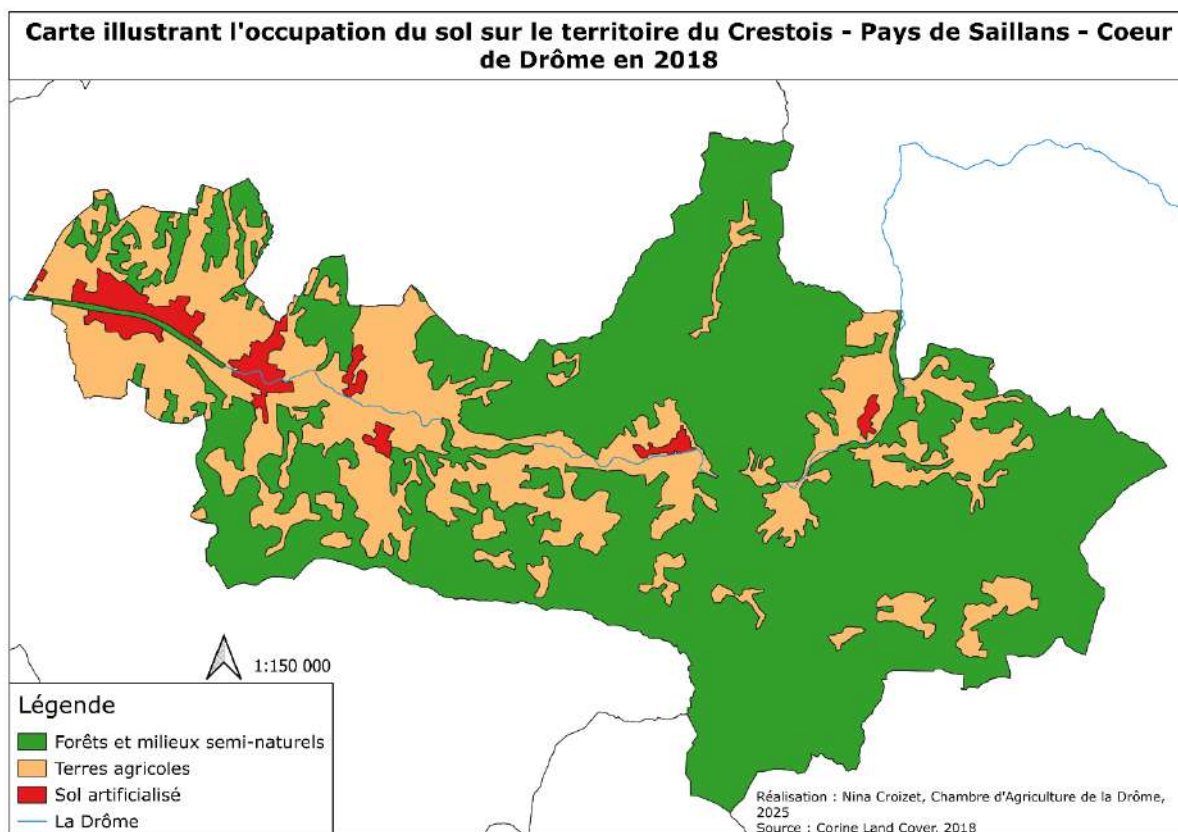 Carte illustrant l'occupation du sol sur le territoire du Crestois - Pays de Saillans - Coeur
de Drôme en 2018
1:150 000
Légende
Forêts et milieux semi-naturels
Terres agricoles
Sol artificialisé
La Drôme
Réalisation : Nina Croizet, Chambre d'Agriculture de la Drôme,
2025
Source : Corine Land Cover, 2018